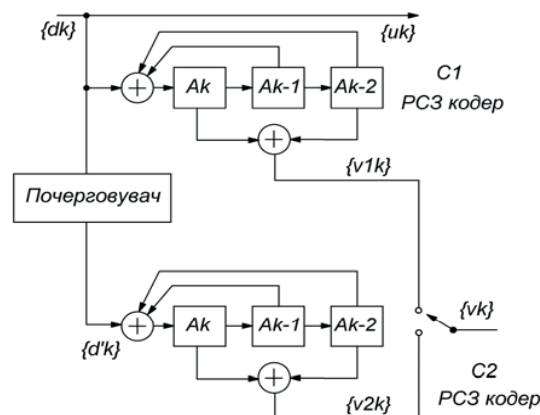 {dk}
{uk}
Ak
Ak-1
Ak-2
C1
РСЗ кодер
{v1k}
Почерговувач
Ak
Ak-1
Ak-2
{d'k}
{vk}
C2
РСЗ кодер
{v2k}